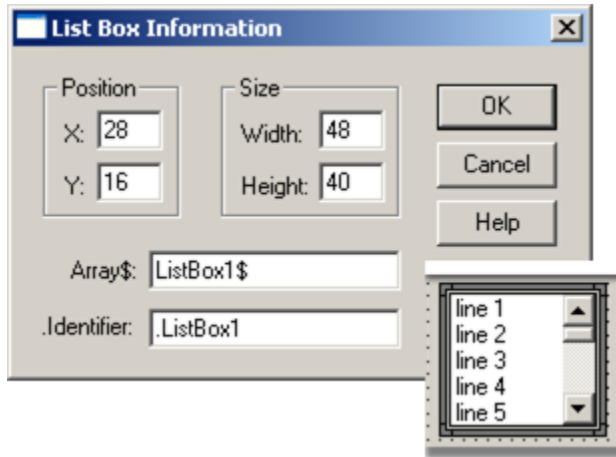 List Box Information
Position
X: 28
Y: 16
Size
Width: 48
Height: 40
OK
Cancel
Help
Array$: ListBox1$
.Identifier: .ListBox1
line 1
line 2
line 3
line 4
line 5